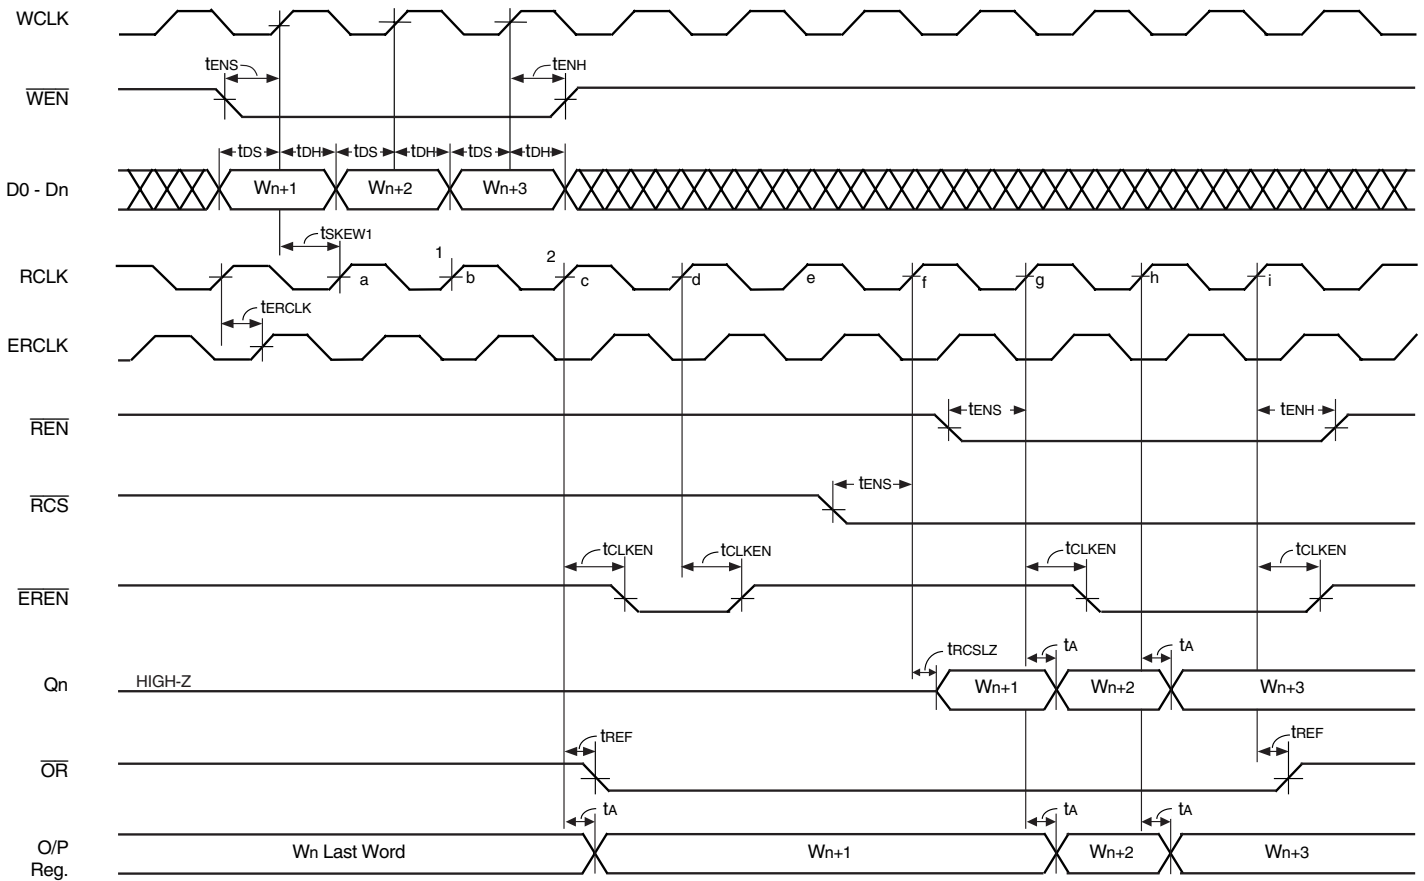 WCLK
tENS
tENH
WEN
tDS tDH tDS tDH tDS tDH
D0 - Dn
Wn+1 Wn+2 Wn+3
tSKEW1
1 2
RCLK
a b c d e f g h i
tERCLK
ERCLK
REN
tENS tENH
RCS
tENS
tCLKEN tCLKEN tCLKEN tCLKEN
EREN
tRCSLZ tA tA
Qn
HIGH-Z
Wn+1 Wn+2 Wn+3
tREF tREF
OR
tA tA tA
O/P
Reg.
Wn Last Word Wn+1 Wn+2 Wn+3